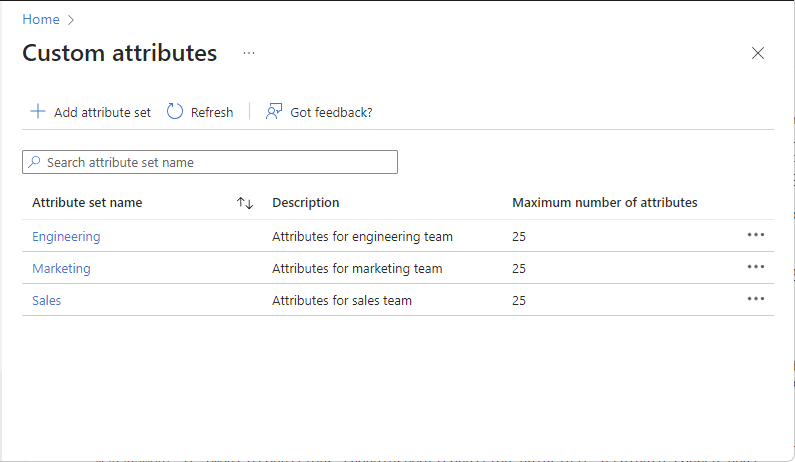 Home
Custom attributes
Add attribute set Refresh Got feedback?
Search attribute set name
Attribute set name Description Maximum number of attributes
Engineering Attributes for engineering team 25
Marketing Attributes for marketing team 25
Sales Attributes for sales team 25